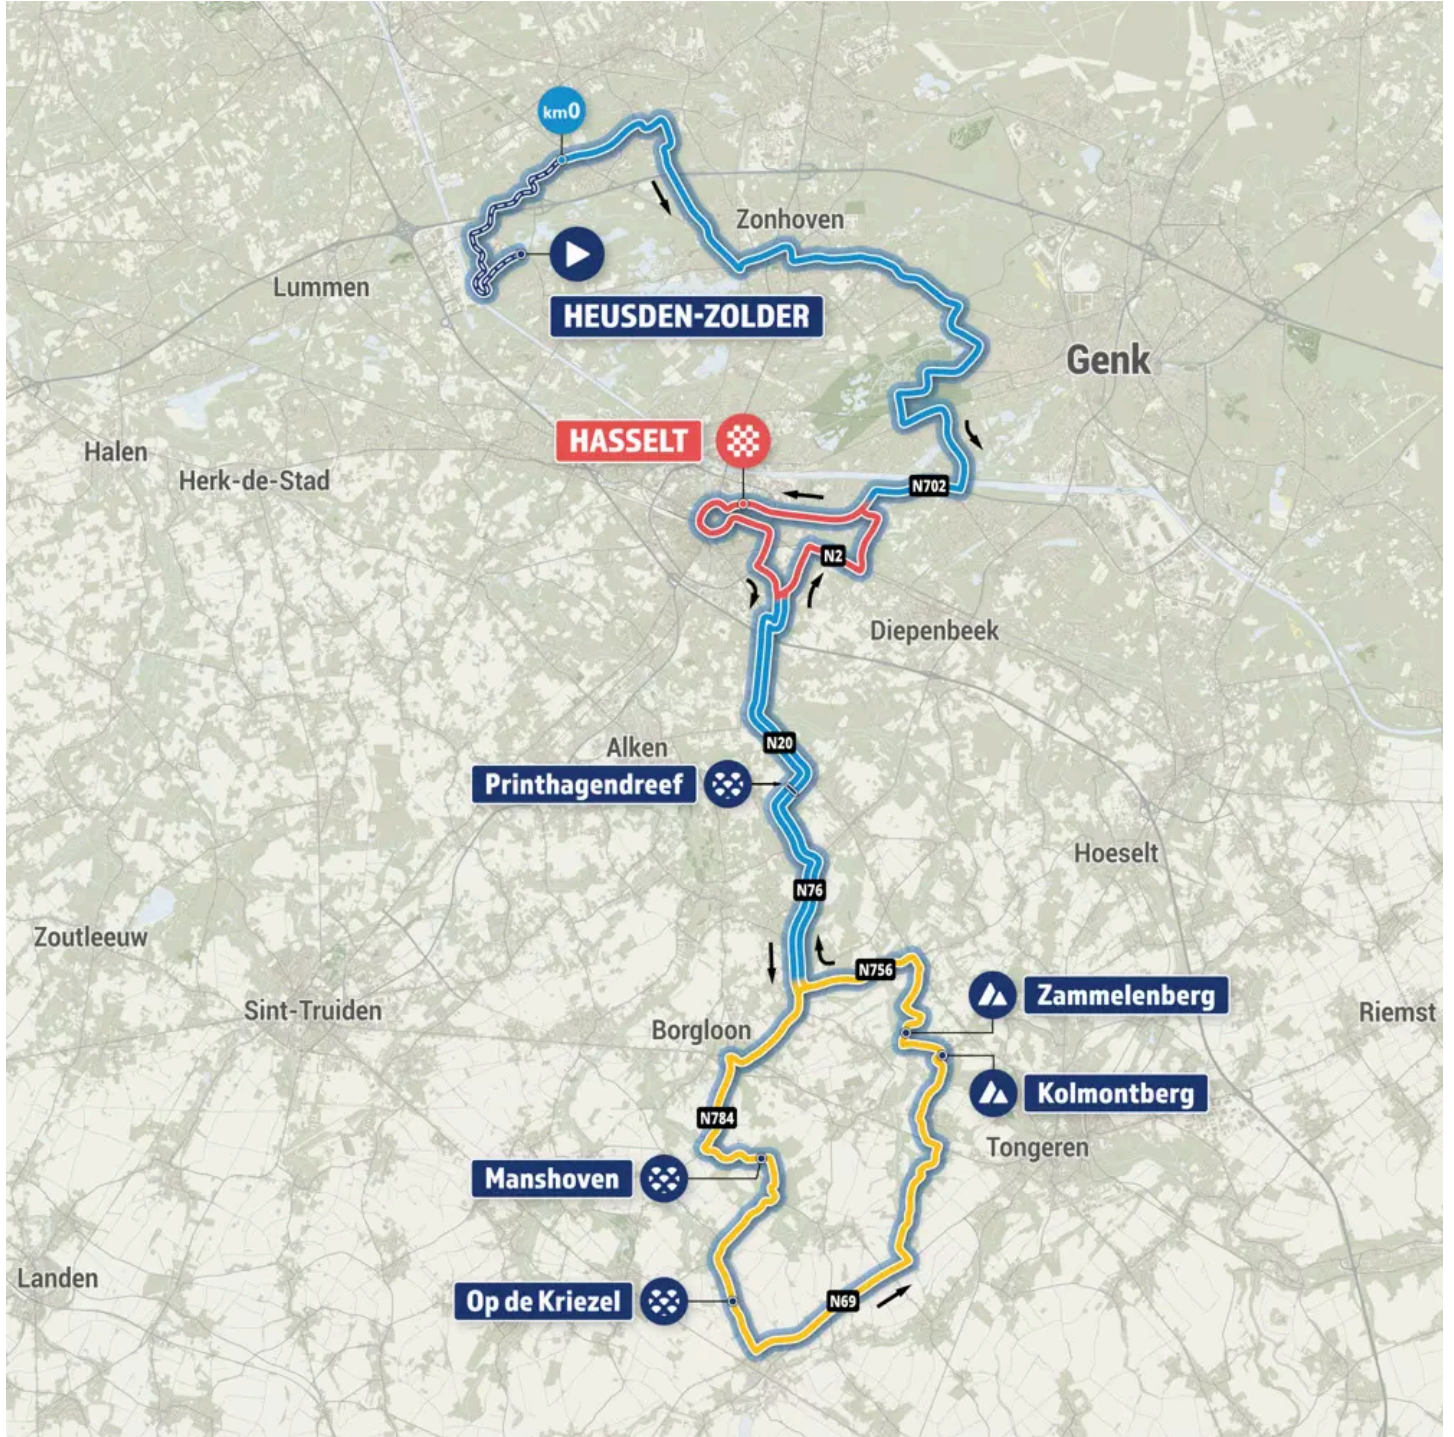 km0
Zonhoven
Lummen
HEUSDEN-ZOLDER
Genk
HASSELT
Halen
Herk-de-Stad
N702
N2
Diepenbeek
N20
Alken
Printhagendreef
Hoeselt
N76
Zoutleeuw
N756
Zammelenberg
Sint-Truiden
Riemst
Borgloon
Kolmontberg
N784
Tongeren
Manshoven
Landen
Op de Kriezel
N69